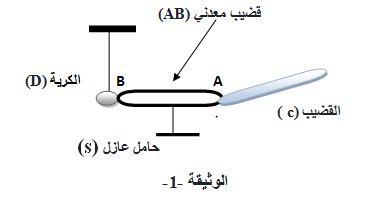 قضيب معدني (AB)
الكرية (D)
B
A
القضيب (c )
حامل عازل (s)
الوثيقة -1-